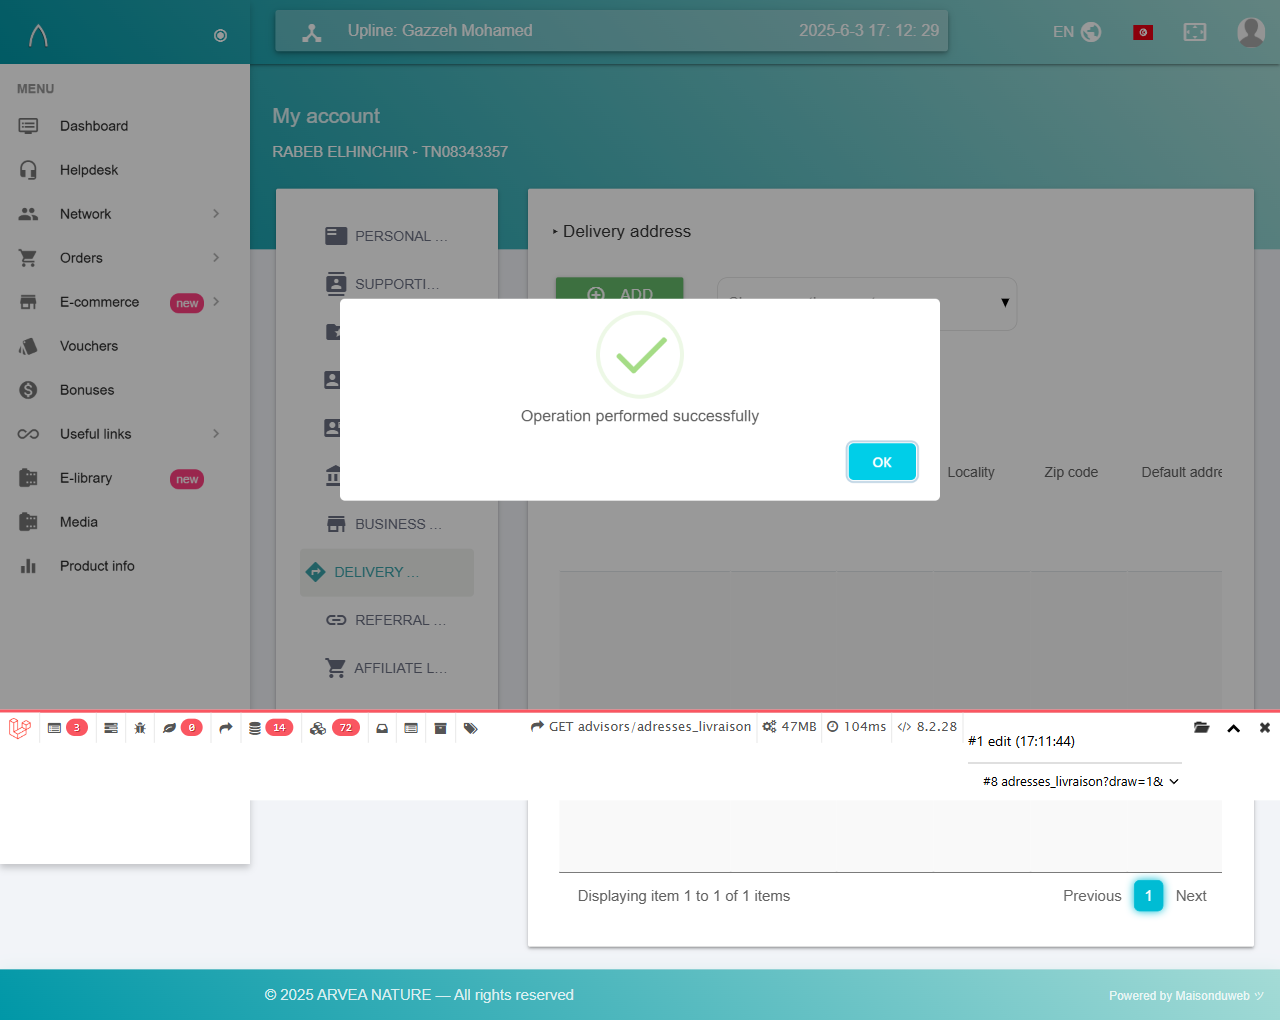 Upline: Gazzeh Mohamed
2025-6-3 17: 12: 29
EN
MENU
Dashboard
Helpdesk
Network
Orders
E-commerce new
Vouchers
Bonuses
Useful links
E-library new
Media
Product info
My account
RABEB ELHINCHIR - TN08343357
PERSONAL ...
SUPPORTI...
BUSINESS ...
DELIVERY ...
REFERRAL ...
AFFILIATE L...
Delivery address
ADD
Operation performed successfully
OK
Locality Zip code Default addre
3 0 14 72
GET advisors/adresses_livraison 47MB 104ms 8.2.28
#1 edit (17:11:44)
#8 adresses_livraison?draw=1&
Displaying item 1 to 1 of 1 items
Previous 1 Next
© 2025 ARVEA NATURE — All rights reserved
Powered by Maisonduweb ツ